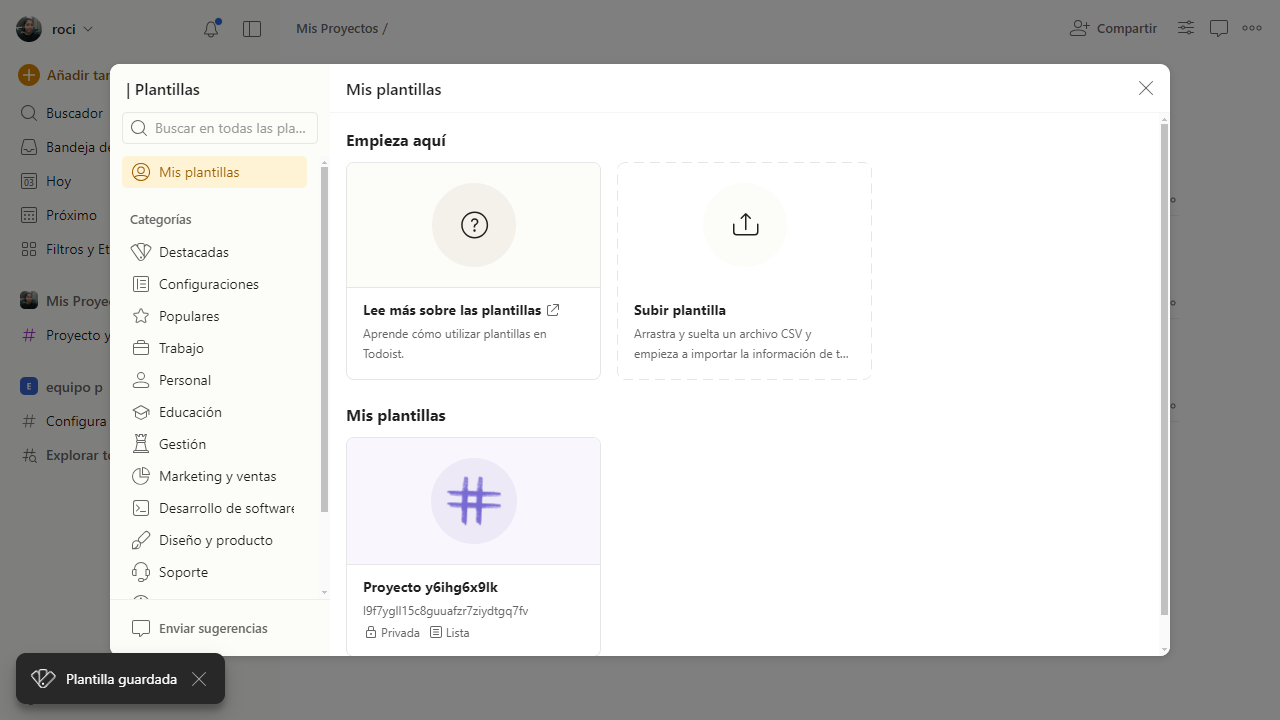 roci
Mis Proyectos /
Compartir
Añadir tar
Buscador
Bandeja de
Hoy
Próximo
Filtros y Et
Mis Proye
Proyecto y
E equipo p
Configura
Explorar to
| Plantillas
Buscar en todas las pla...
Mis plantillas
Categorías
Destacadas
Configuraciones
Populares
Trabajo
Personal
Educación
Gestión
Marketing y ventas
Desarrollo de software
Diseño y producto
Soporte
Enviar sugerencias
Mis plantillas
Empieza aquí
Lee más sobre las plantillas
Aprende cómo utilizar plantillas en
Todoist.
Subir plantilla
Arrastra y suelta un archivo CSV y
empieza a importar la información de t...
Mis plantillas
Proyecto y6ihg6x9lk
Privada
Lista
Plantilla guardada